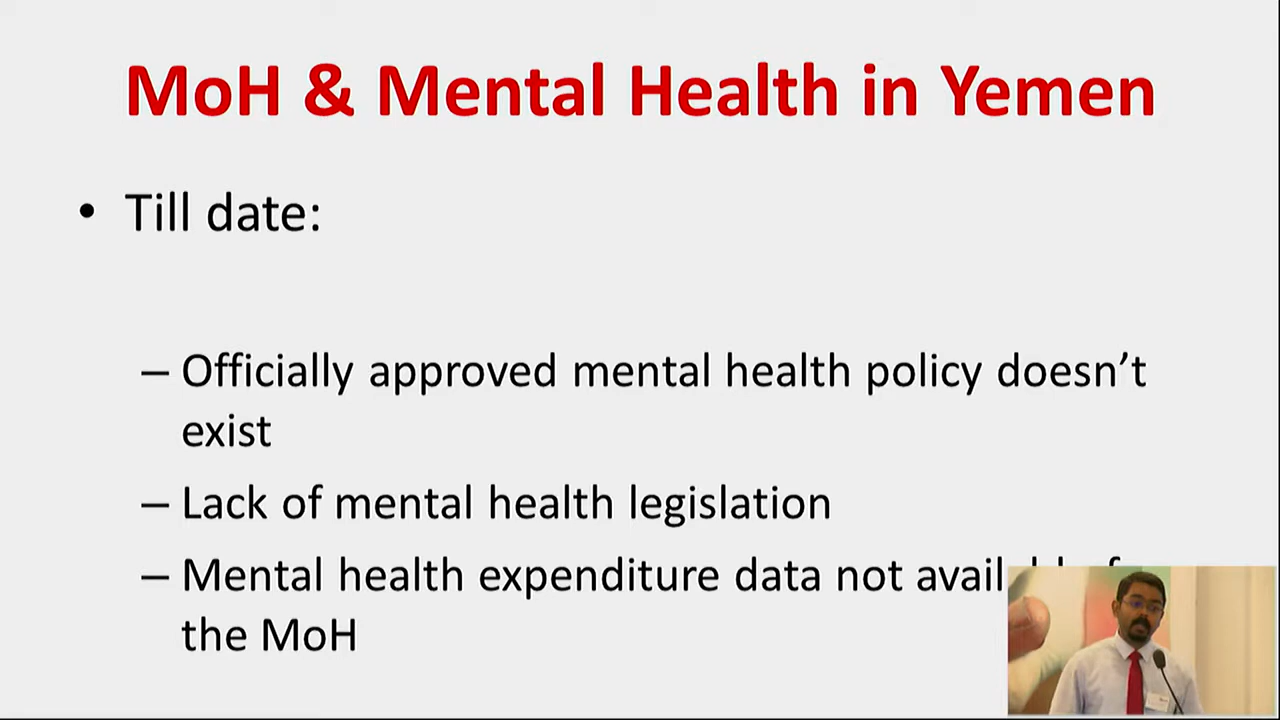 MoH & Mental Health in Yemen
• Till date:
– Officially approved mental health policy doesn’t
exist
– Lack of mental health legislation
– Mental health expenditure data not
the MoH